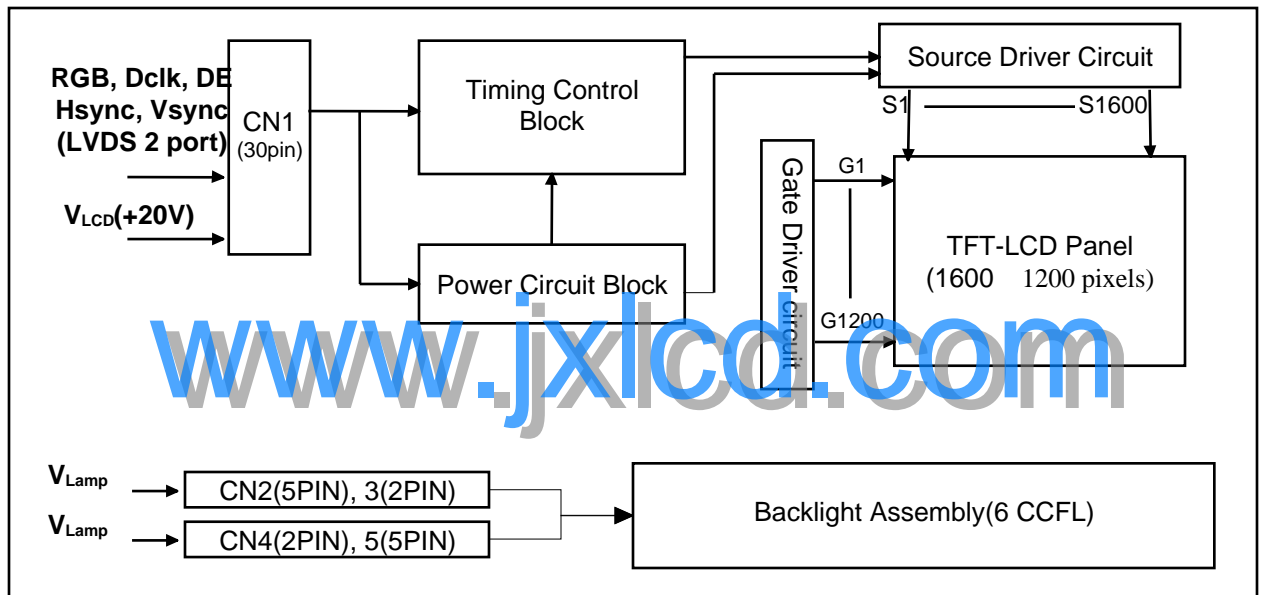 RGB, Dclk, DE
Hsync, Vsync
(LVDS 2 port)
VLCD(+20V)
CN1
(30pin)
Timing Control
Block
Power Circuit Block
Source Driver Circuit
S1
S1600
Gate Driver circuit
G1
G1200
TFT-LCD Panel
(1600 1200 pixels)
www.jxlcd.com
VLamp
CN2(5PIN), 3(2PIN)
VLamp
CN4(2PIN), 5(5PIN)
Backlight Assembly(6 CCFL)